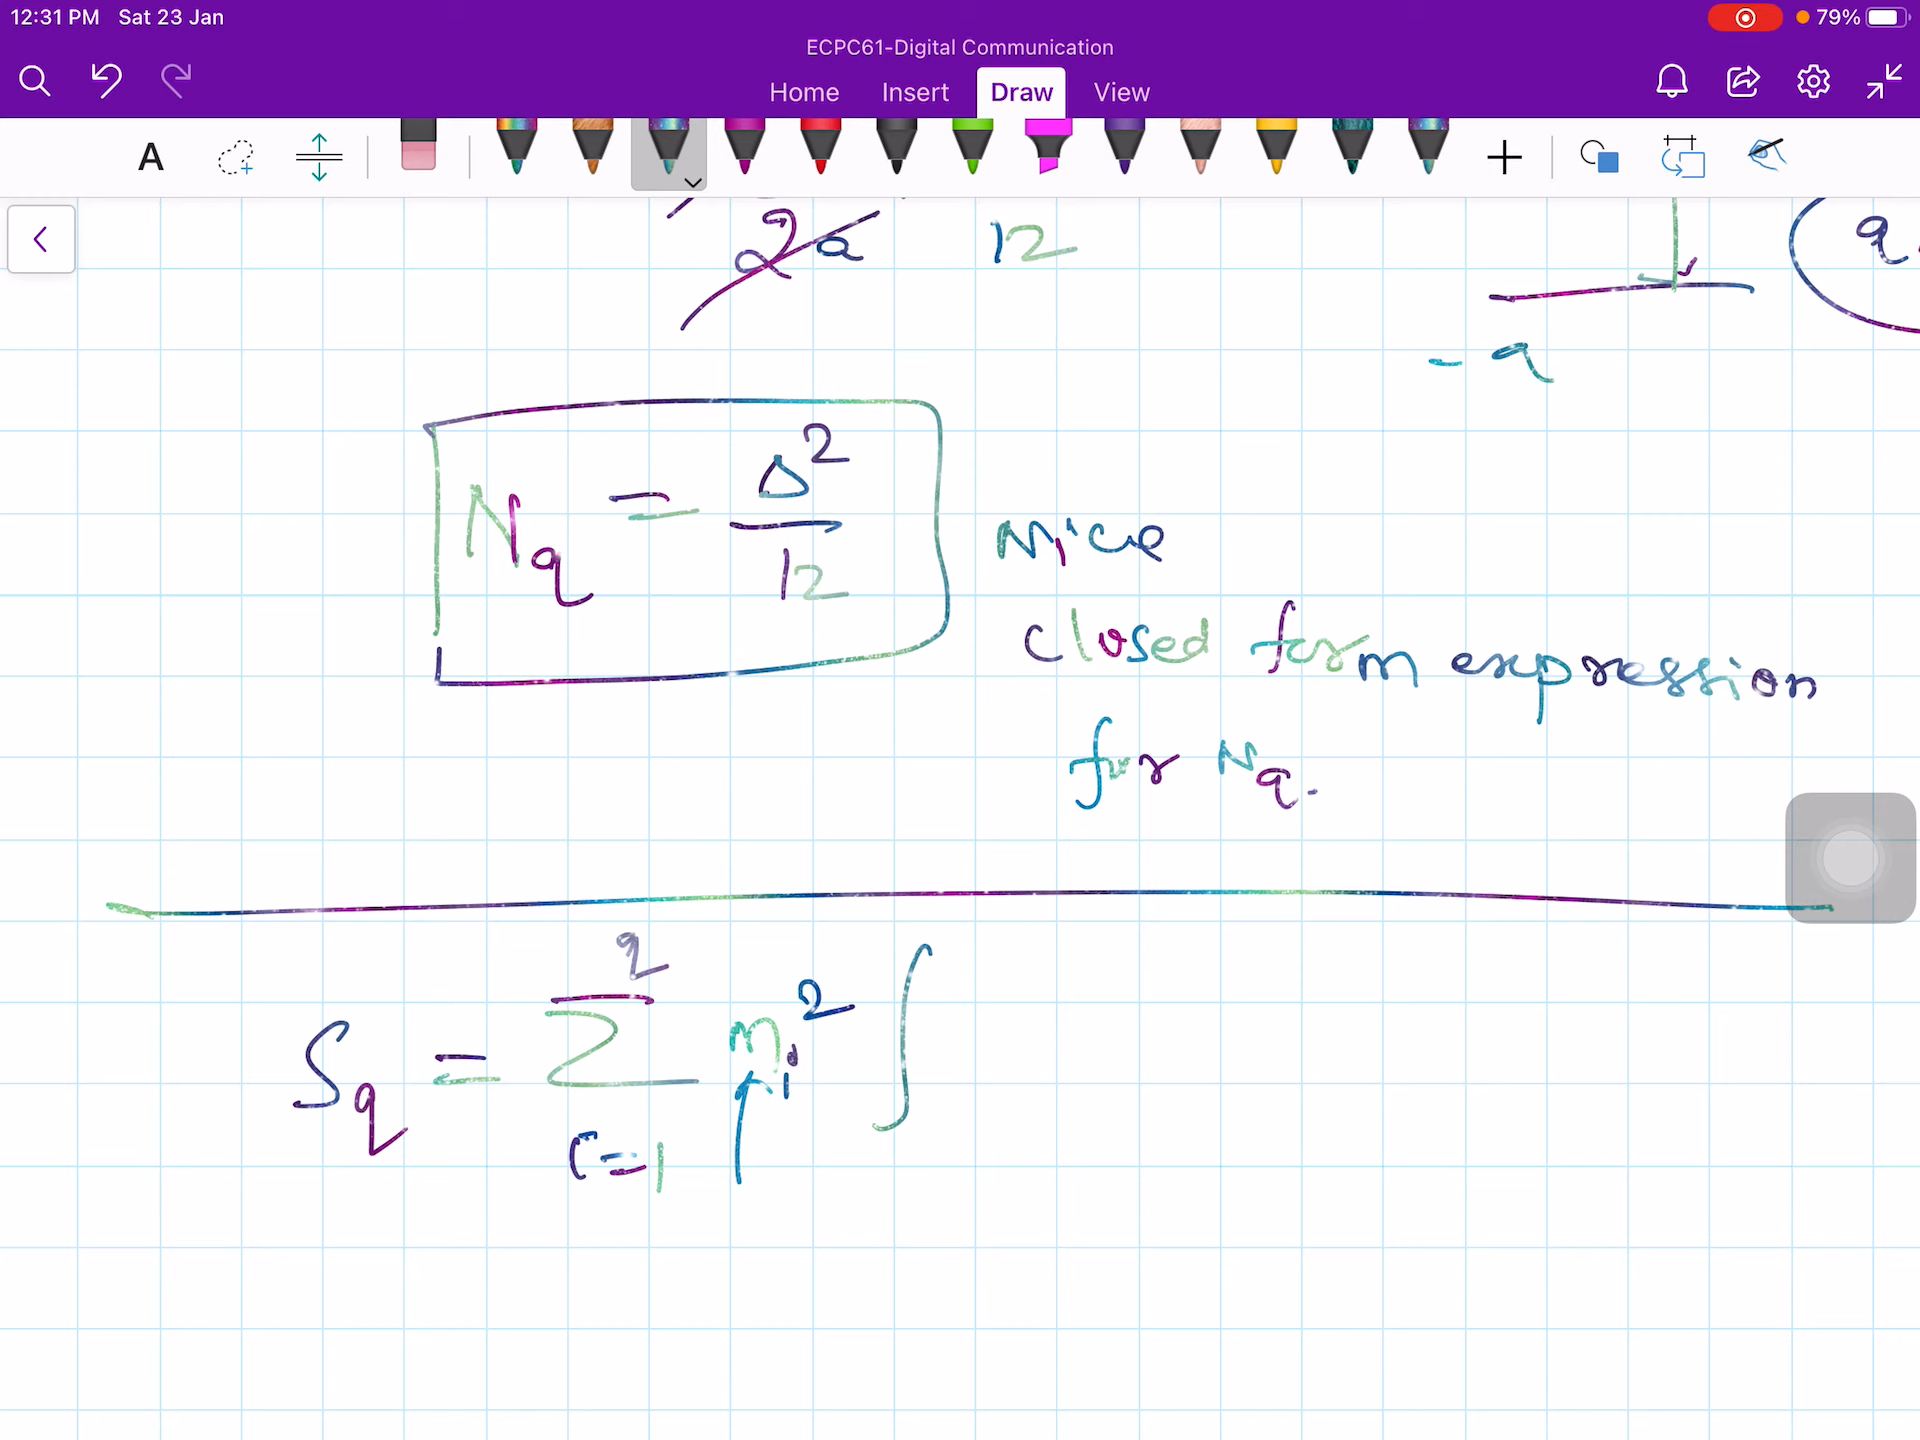 12:31 PM Sat 23 Jan 79%
ECPC61-Digital Communication
Home Insert Draw View
A
2a 12
q
- a
Nq = Δ² / 12
Nice
closed form expression
for Nq.
Sq = Σ q i=1 mi² ∫